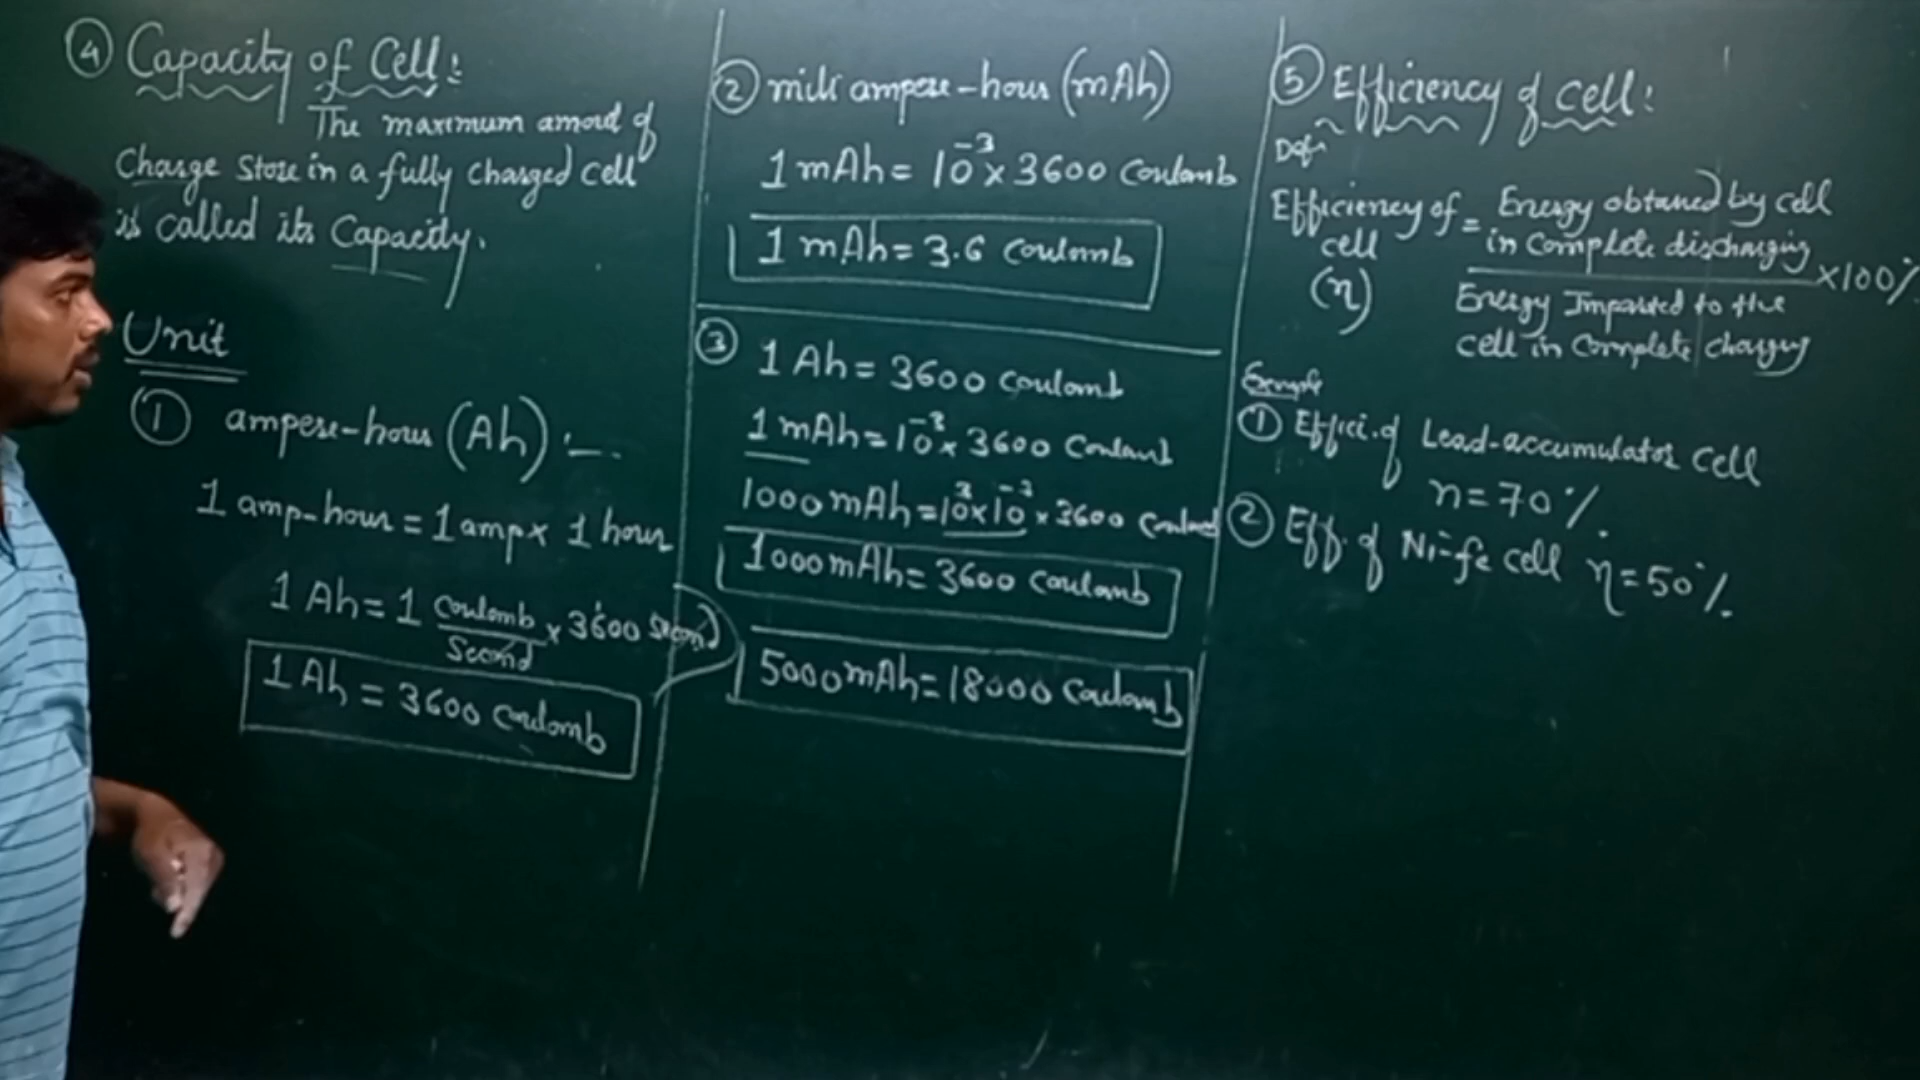 ④ Capacity of Cell:
The maximum amout of
Charge Store in a fully charged cell
is called its Capacity.
Unit
① ampere-hour (Ah):-
1 amp-hour = 1 amp × 1 hour
1 Ah = 1 Coulomb/Second × 3600 Second
1 Ah = 3600 Coulomb
② mili ampere-hour (mAh)
1 mAh = 10⁻³ × 3600 Coulomb
1 mAh = 3.6 Coulomb
③ 1 Ah = 3600 Coulomb
1 mAh = 10⁻³ × 3600 Coulomb
1000 mAh = 10³ × 10⁻³ × 3600 Coulomb
1000 mAh = 3600 Coulomb
5000 mAh = 18000 Coulomb
⑤ Efficiency of cell:
Defn
Efficiency of cell (η) = Energy obtained by cell
in Complete discharging
× 100%
Energy Imparted to the
cell in Complete charging
Example
① Effici. of Lead-accumulator cell
η = 70%.
② Eff. of Ni-fe cell η = 50%.